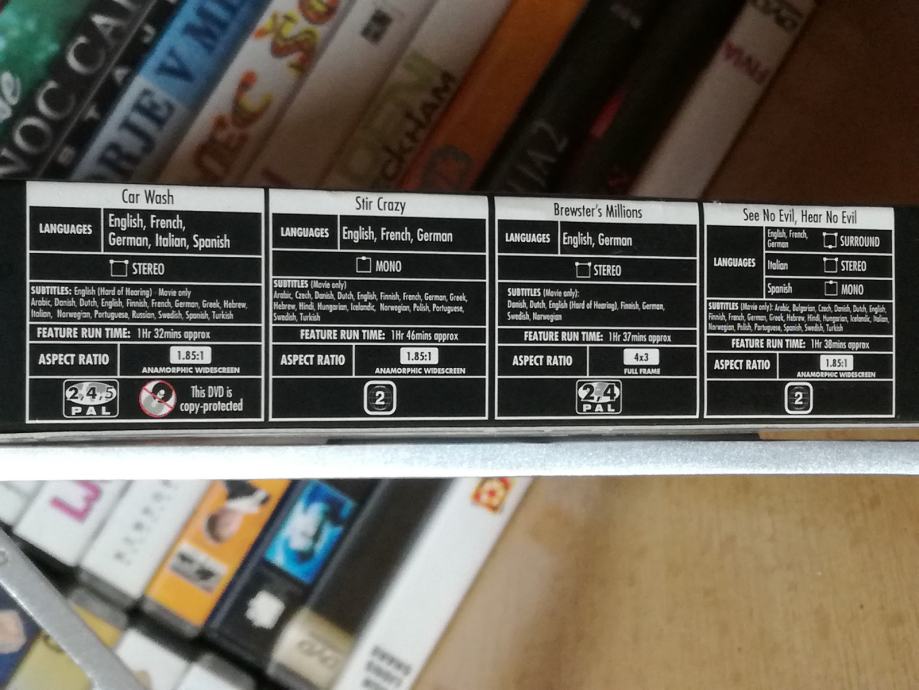 NOC CA
ORJE V MI
DENI
ECKHAM
DVD
FIVIA
Car Wash
LANGUAGES
English, French,
German, Italian, Spanish
STEREO
SUBTITLES: English (Hard of Hearing) - Movie only
Arabic, Danish, Dutch, English, Finnish, French, German, Greek, Hebrew,
Italian, Norwegian, Portuguese, Russian, Swedish, Spanish, Turkish
FEATURE RUN TIME: 1Hr 32mins approx
ASPECT RATIO
1.85:1
ANAMORPHIC WIDESCREEN
2,4,5
PAL
This DVD is
copy-protected
Stir Crazy
LANGUAGES
English, French, German
MONO
SUBTITLES (Movie only)
Arabic, Czech, Danish, Dutch, English, Finnish, French, German, Greek,
Hebrew, Hindi, Hungarian, Icelandic, Norwegian, Polish, Portuguese,
Swedish, Turkish
FEATURE RUN TIME: 1Hr 46mins approx
ASPECT RATIO
1.85:1
ANAMORPHIC WIDESCREEN
2
Brewster's Millions
LANGUAGES
English, German
STEREO
SUBTITLES (Movie only):
Danish, Dutch, English (Hard of Hearing), Finnish, German,
Swedish, Norwegian
FEATURE RUN TIME: 1Hr 37mins approx
ASPECT RATIO
4x3
FULL FRAME
2,4
PAL
See No Evil, Hear No Evil
LANGUAGES
English, French,
German
SURROUND
Italian
STEREO
Spanish
MONO
SUBTITLES (Movie only): Arabic, Bulgarian, Czech, Danish, Dutch, English,
Finnish, French, German, Greek, Hebrew, Hindi, Hungarian, Icelandic, Italian,
Norwegian, Polish, Portuguese, Spanish, Swedish, Turkish
FEATURE RUN TIME: 1Hr 38mins approx
ASPECT RATIO
1.85:1
ANAMORPHIC WIDESCREEN
2
DVD